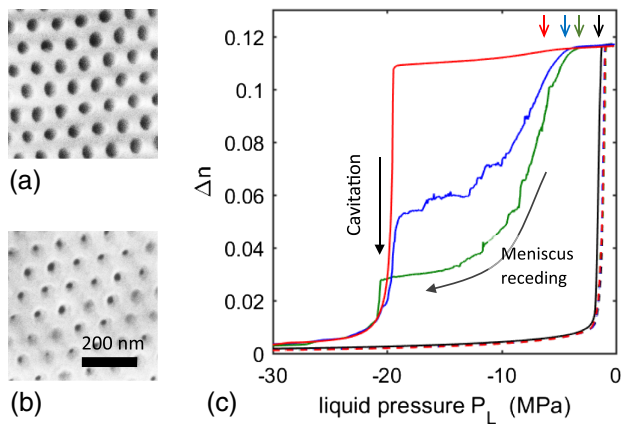 (a)
(b)
200 nm
(c)
Δn
0.12
0.1
0.08
0.06
0.04
0.02
0
-30
-20
-10
0
liquid pressure P_L (MPa)
Cavitation
Meniscus
receding